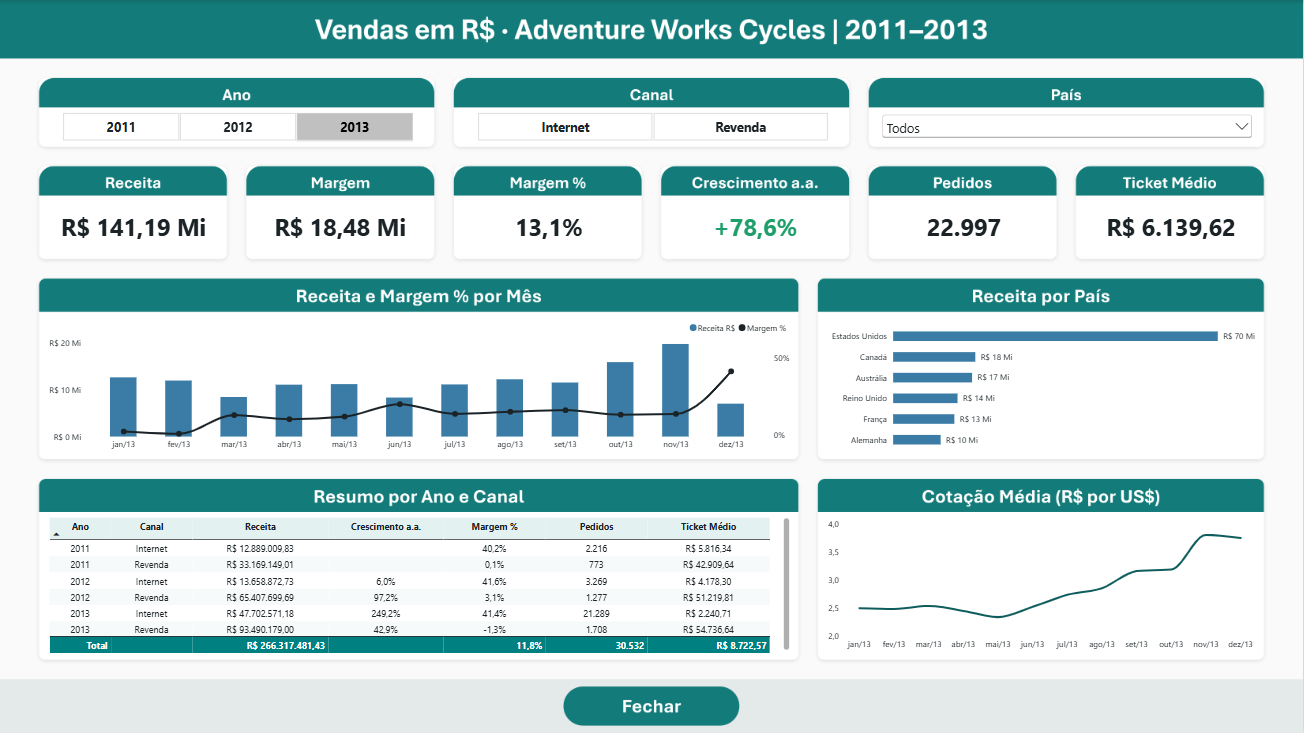 Vendas em R$ · Adventure Works Cycles | 2011–2013
Ano
2011 2012 2013
Canal
Internet Revenda
País
Todos
Receita
R$ 141,19 Mi
Margem
R$ 18,48 Mi
Margem %
13,1%
Crescimento a.a.
+78,6%
Pedidos
22.997
Ticket Médio
R$ 6.139,62
Receita e Margem % por Mês
Receita R$ Margem %
R$ 20 Mi
R$ 10 Mi
R$ 0 Mi
50%
0%
jan/13 fev/13 mar/13 abr/13 mai/13 jun/13 jul/13 ago/13 set/13 out/13 nov/13 dez/13
Receita por País
Estados Unidos R$ 70 Mi
Canadá R$ 18 Mi
Austrália R$ 17 Mi
Reino Unido R$ 14 Mi
França R$ 13 Mi
Alemanha R$ 10 Mi
Resumo por Ano e Canal
Ano Canal Receita Crescimento a.a. Margem % Pedidos Ticket Médio
2011 Internet R$ 12.889.009,83 40,2% 2.216 R$ 5.816,34
2011 Revenda R$ 33.169.149,01 0,1% 773 R$ 42.909,64
2012 Internet R$ 13.658.872,73 6,0% 41,6% 3.269 R$ 4.178,30
2012 Revenda R$ 65.407.699,69 97,2% 3,1% 1.277 R$ 51.219,81
2013 Internet R$ 47.702.571,18 249,2% 41,4% 21.289 R$ 2.240,71
2013 Revenda R$ 93.490.179,00 42,9% -1,3% 1.708 R$ 54.736,64
Total R$ 266.317.481,43 11,8% 30.532 R$ 8.722,57
Cotação Média (R$ por US$)
4,0
3,5
3,0
2,5
2,0
jan/13 fev/13 mar/13 abr/13 mai/13 jun/13 jul/13 ago/13 set/13 out/13 nov/13 dez/13
Fechar